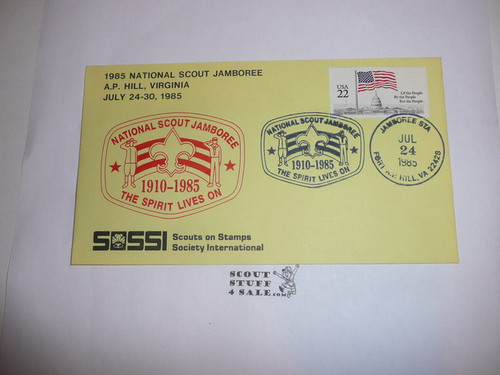 1985 NATIONAL SCOUT JAMBOREE
A.P. HILL, VIRGINIA
JULY 24-30, 1985
USA
22
Of the People
By the People
For the People
NATIONAL SCOUT JAMBOREE
1910-1985
THE SPIRIT LIVES ON
NATIONAL SCOUT JAMBOREE
1910-1985
THE SPIRIT LIVES ON
JAMBOREE STA
JUL
24
1985
FORT A.P. HILL, VA 22428
SOSSI
Scouts on Stamps
Society International
SCOUT
STUFF
4 SALE.com